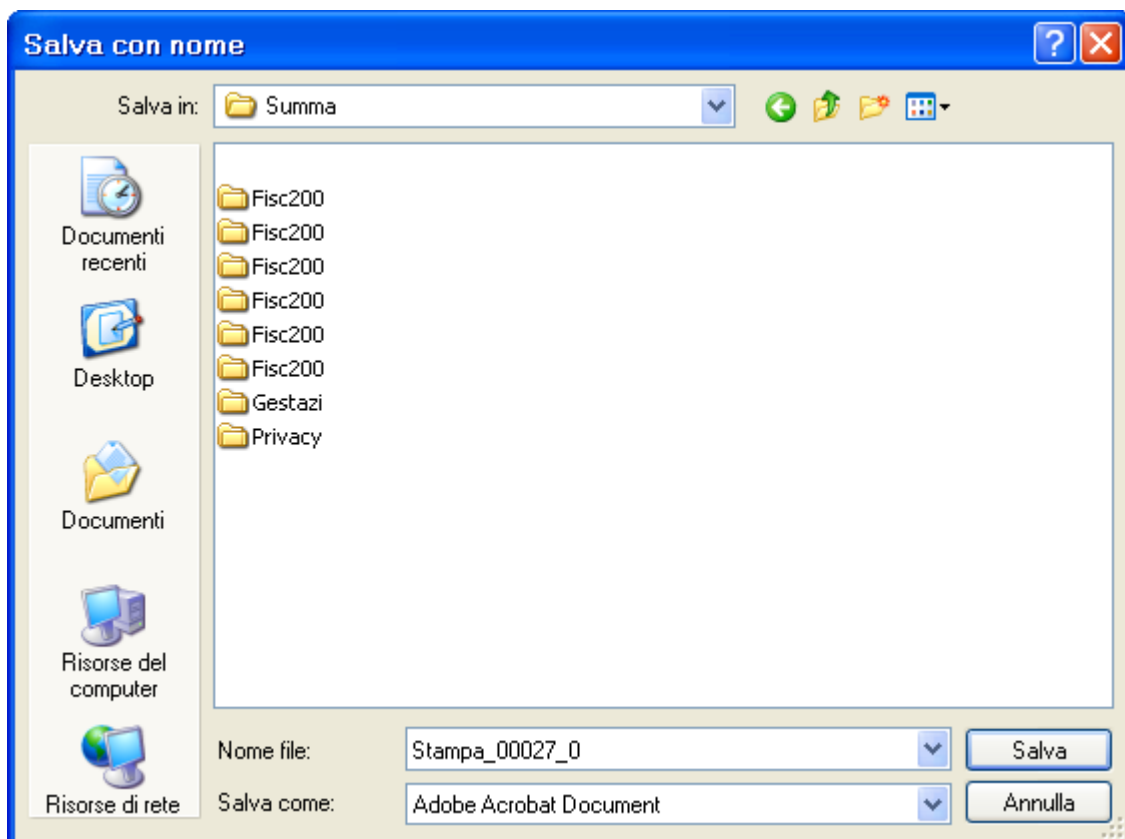 Salva con nome
Salva in: Summa
Fisc200
Fisc200
Fisc200
Fisc200
Fisc200
Fisc200
Gestazi
Privacy
Documenti
recenti
Desktop
Documenti
Risorse del
computer
Risorse di rete
Nome file: Stampa_00027_0 Salva
Salva come: Adobe Acrobat Document Annulla